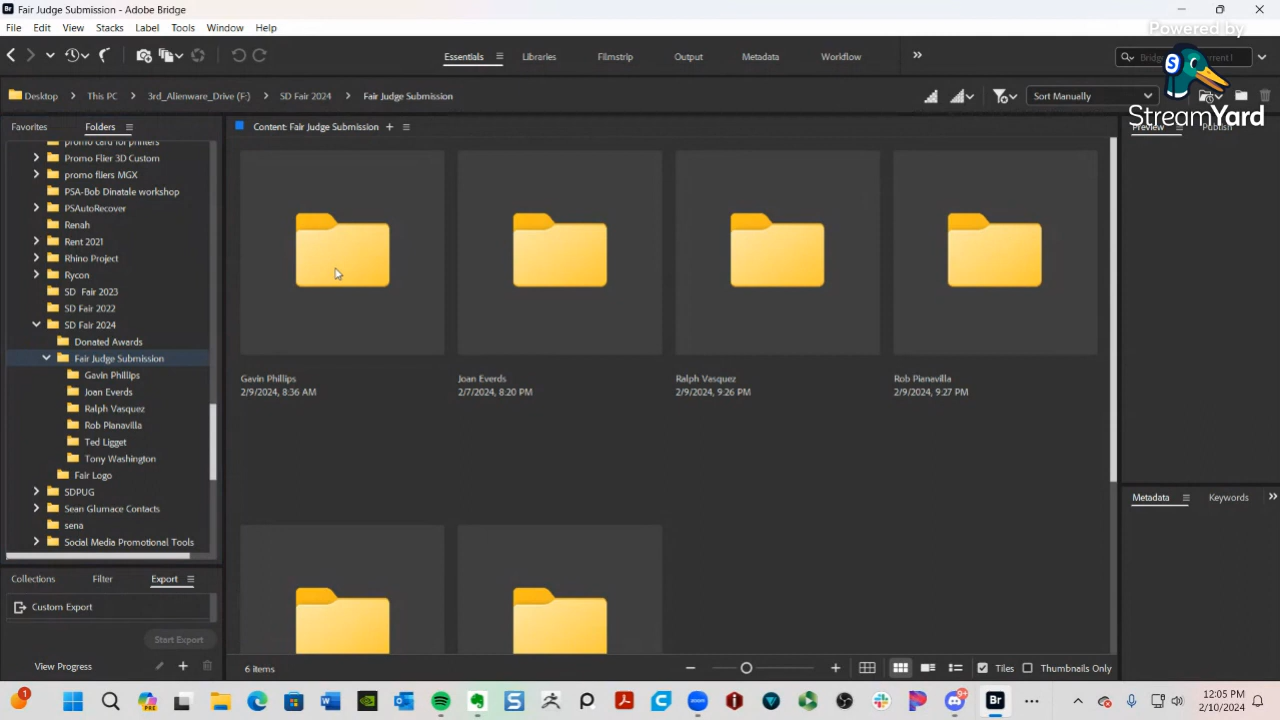 Br Fair Judge Submission - Adobe Bridge
Powered by
File Edit View Stacks Label Tools Window Help
Essentials Libraries Filmstrip Output Metadata Workflow
Desktop > This PC > 3rd_Alienware_Drive (F:) > SD Fair 2024 > Fair Judge Submission
Sort Manually
StreamYard
Favorites Folders
Content: Fair Judge Submission
Preview Publish
promo card for printers
Promo Flier 3D Custom
promo fliers MGX
PSA-Bob Dinatale workshop
PSAutoRecover
Renah
Rent 2021
Rhino Project
Rycon
SD Fair 2023
SD Fair 2022
SD Fair 2024
Donated Awards
Fair Judge Submission
Gavin Phillips
Joan Everds
Ralph Vasquez
Rob Pianavilla
Ted Ligget
Tony Washington
Fair Logo
SDPUG
Sean Glumace Contacts
sena
Social Media Promotional Tools
Gavin Phillips
2/9/2024, 8:36 AM
Joan Everds
2/7/2024, 8:20 PM
Ralph Vasquez
2/9/2024, 9:26 PM
Rob Pianavilla
2/9/2024, 9:27 PM
Metadata Keywords
Collections Filter Export
Custom Export
Start Export
View Progress
6 items
Tiles Thumbnails Only
12:05 PM
2/10/2024